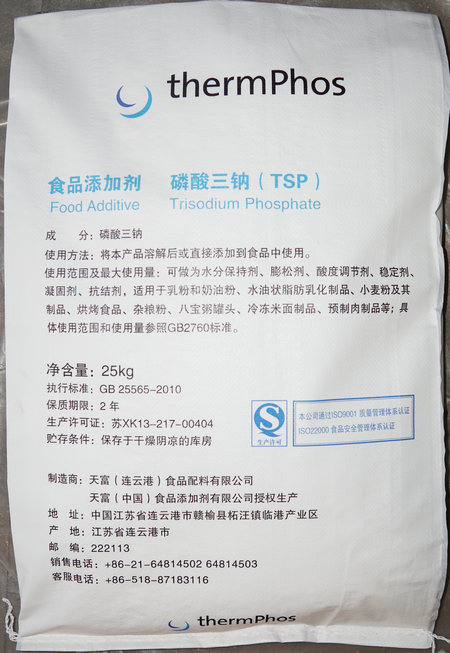 thermPhos
食品添加剂 磷酸三钠（TSP）
Food Additive Trisodium Phosphate
成 分：磷酸三钠
使用方法：将本产品溶解后或直接添加到食品中使用。
使用范围及最大使用量：可做为水分保持剂、膨松剂、酸度调节剂、稳定剂、
凝固剂、抗结剂，适用于乳粉和奶油粉、水油状脂肪乳化制品、小麦粉及其
制品、烘烤食品、杂粮粉、八宝粥罐头、冷冻米面制品、预制肉制品等；具
体使用范围和使用量参照GB2760标准。
净含量：25kg
执行标准：GB 25565-2010
保质期限：2 年
生产许可证：苏XK13-217-00404
贮存条件：保存于干燥阴凉的库房
QS
生产许可
本公司通过ISO9001 质量管理体系认证
ISO22000 食品安全管理体系认证
制造商：天富（连云港）食品配料有限公司
天富（中国）食品添加剂有限公司授权生产
地 址：中国江苏省连云港市赣榆县柘汪镇临港产业区
产 地：江苏省连云港市
邮 编：222113
销售电话：+86-21-64814502 64814503
客服电话：+86-518-87183116
thermPhos